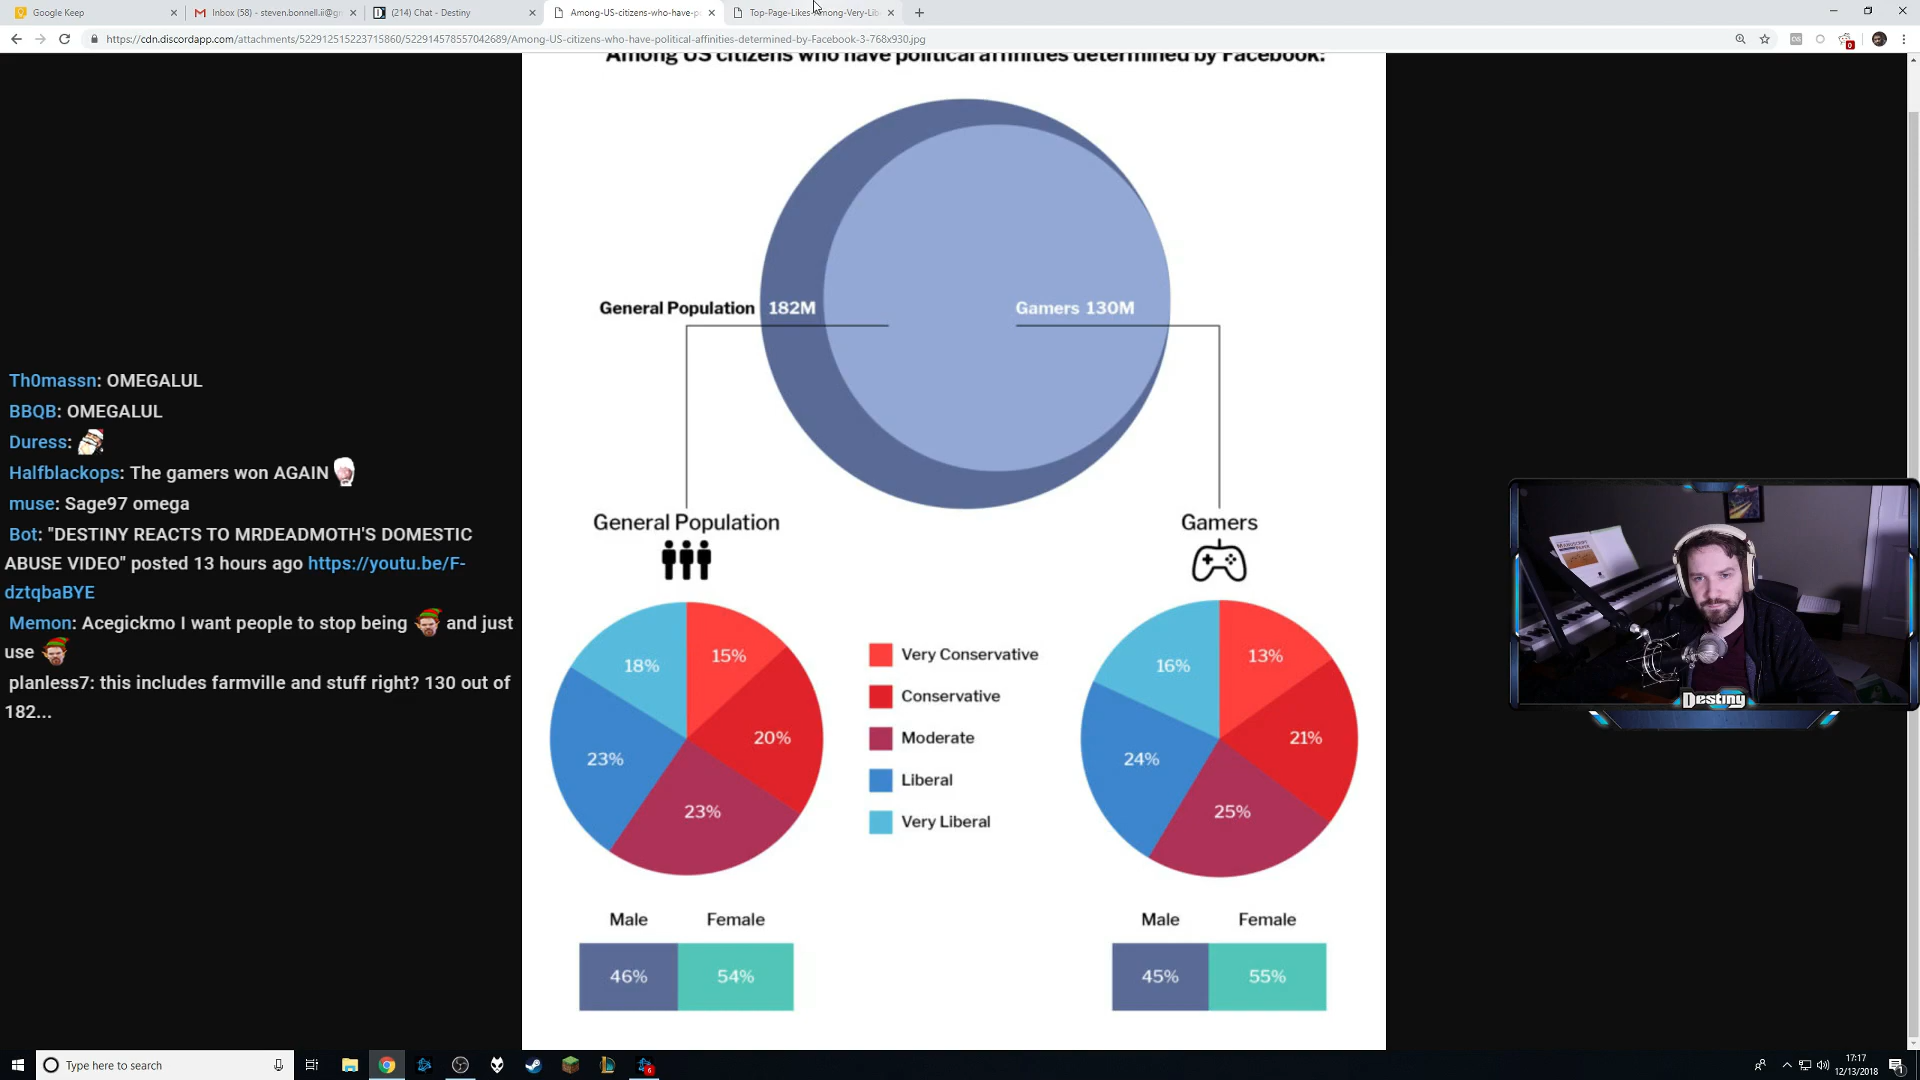 Google Keep
Inbox (58) - steven.bonnell.ii@gm
(214) Chat - Destiny
Among-US-citizens-who-have-p
Top-Page-Likes-Among-Very-Lib
https://cdn.discordapp.com/attachments/522912515223715860/522914578557042689/Among-US-citizens-who-have-political-affinities-determined-by-Facebook-3-768x930.jpg
Among US citizens who have political affinities determined by Facebook:
General Population 182M
Gamers 130M
Th0massn: OMEGALUL
BBQB: OMEGALUL
Duress:
Halfblackops: The gamers won AGAIN
muse: Sage97 omega
Bot: "DESTINY REACTS TO MRDEADMOTH'S DOMESTIC
ABUSE VIDEO" posted 13 hours ago https://youtu.be/F-
dztqbaBYE
Memon: Acegickmo I want people to stop being and just
use
planless7: this includes farmville and stuff right? 130 out of
182...
General Population
Gamers
18%
15%
20%
23%
23%
Very Conservative
Conservative
Moderate
Liberal
Very Liberal
16%
13%
21%
25%
24%
Male Female
46% 54%
Male Female
45% 55%
Destiny
Type here to search
17:17
12/13/2018